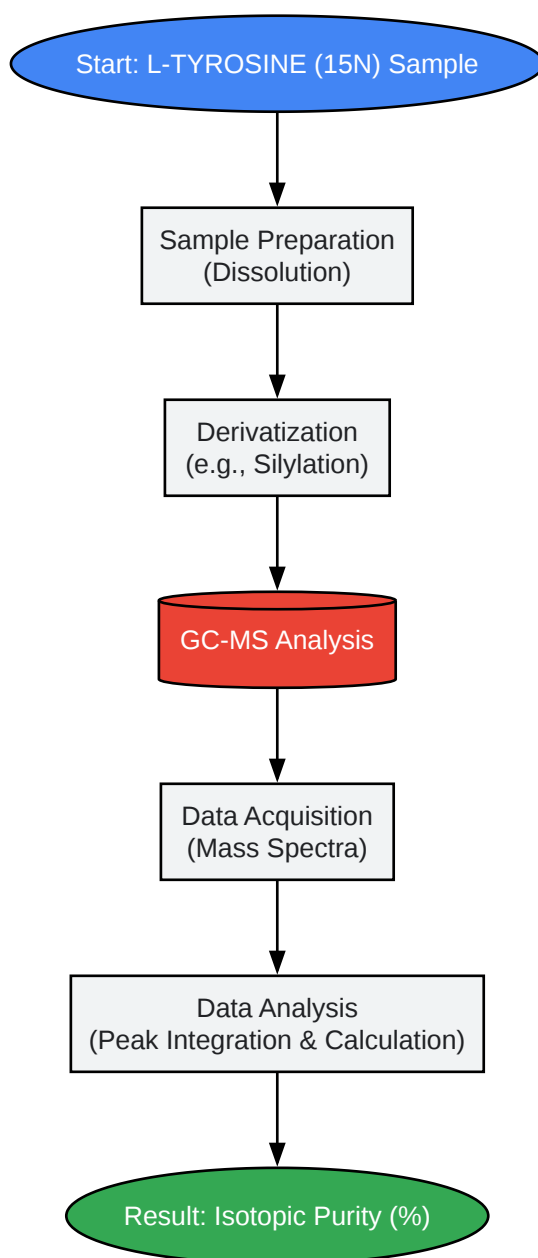 Start: L-TYROSINE (15N) Sample
Sample Preparation
(Dissolution)
Derivatization
(e.g., Silylation)
GC-MS Analysis
Data Acquisition
(Mass Spectra)
Data Analysis
(Peak Integration & Calculation)
Result: Isotopic Purity (%)